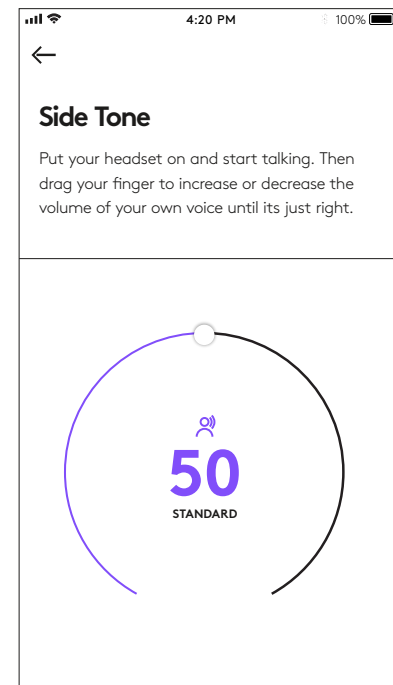 4:20 PM 100%
Side Tone
Put your headset on and start talking. Then
drag your finger to increase or decrease the
volume of your own voice until its just right.
50
STANDARD